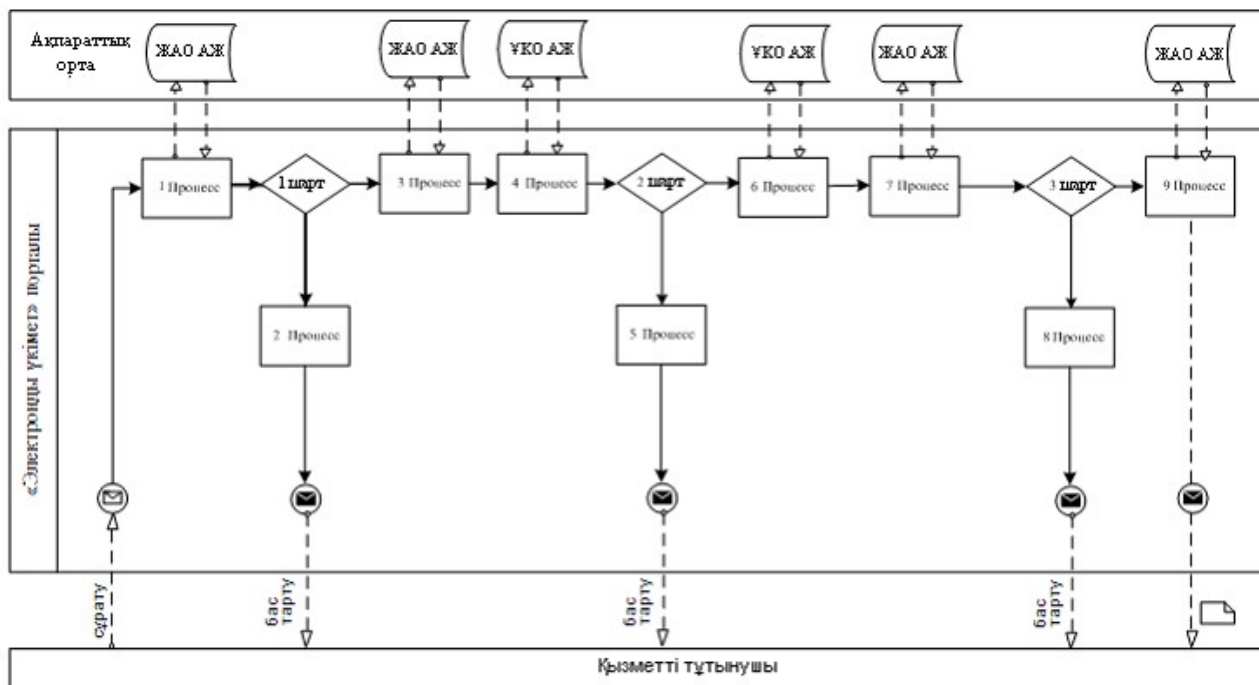 Ақпараттық
орта
ЖАО АЖ
ЖАО АЖ
ҰКО АЖ
ҰКО АЖ
ЖАО АЖ
ЖАО АЖ
«Электронды үкімет» порталы
1 Процесс
1 шарт
3 Процесс
4 Процесс
2 шарт
6 Процесс
7 Процесс
3 шарт
9 Процесс
2 Процесс
5 Процесс
8 Процесс
сұрату
бас
тарту
бас
тарту
бас
тарту
Қызметті тұтынушы